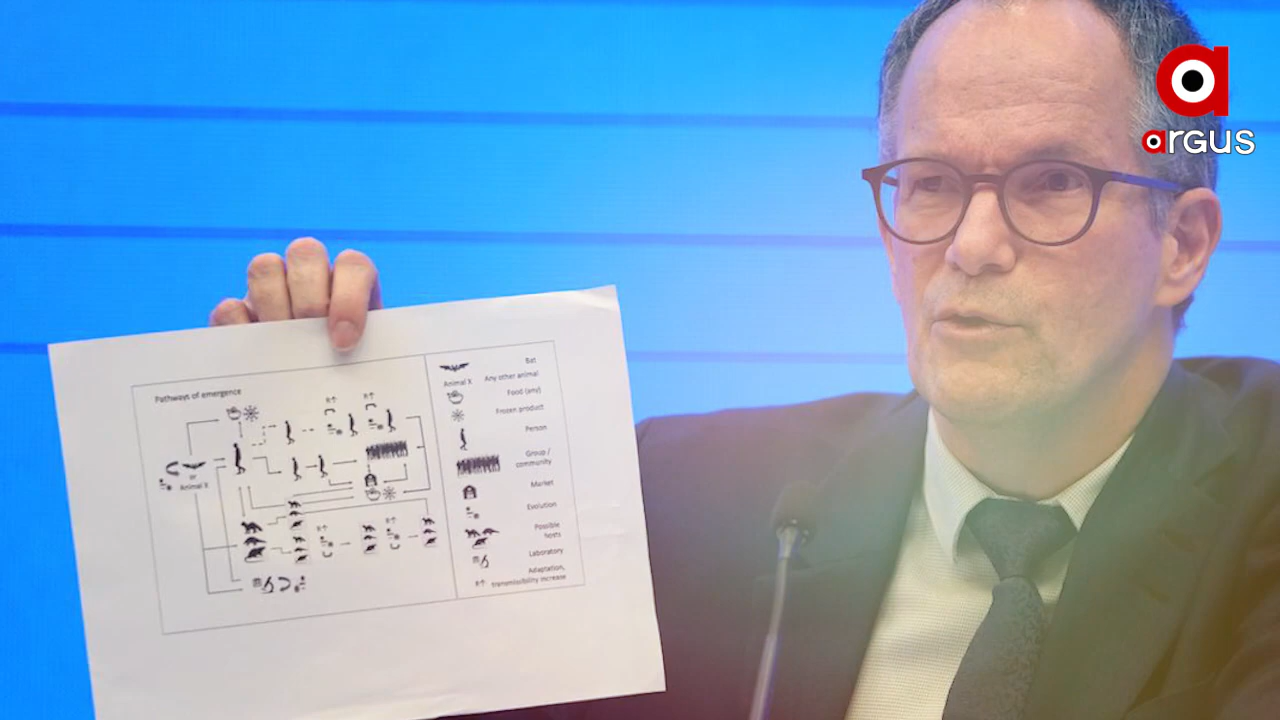 argus
Pathways of emergence
or
Animal X
R↑
R↑
R↑
R↑
Bat
Animal X
Any other animal
Food (any)
Frozen product
Person
Group /
community
Market
Evolution
Possible
hosts
Laboratory
R↑
Adaptation,
transmissibility increase